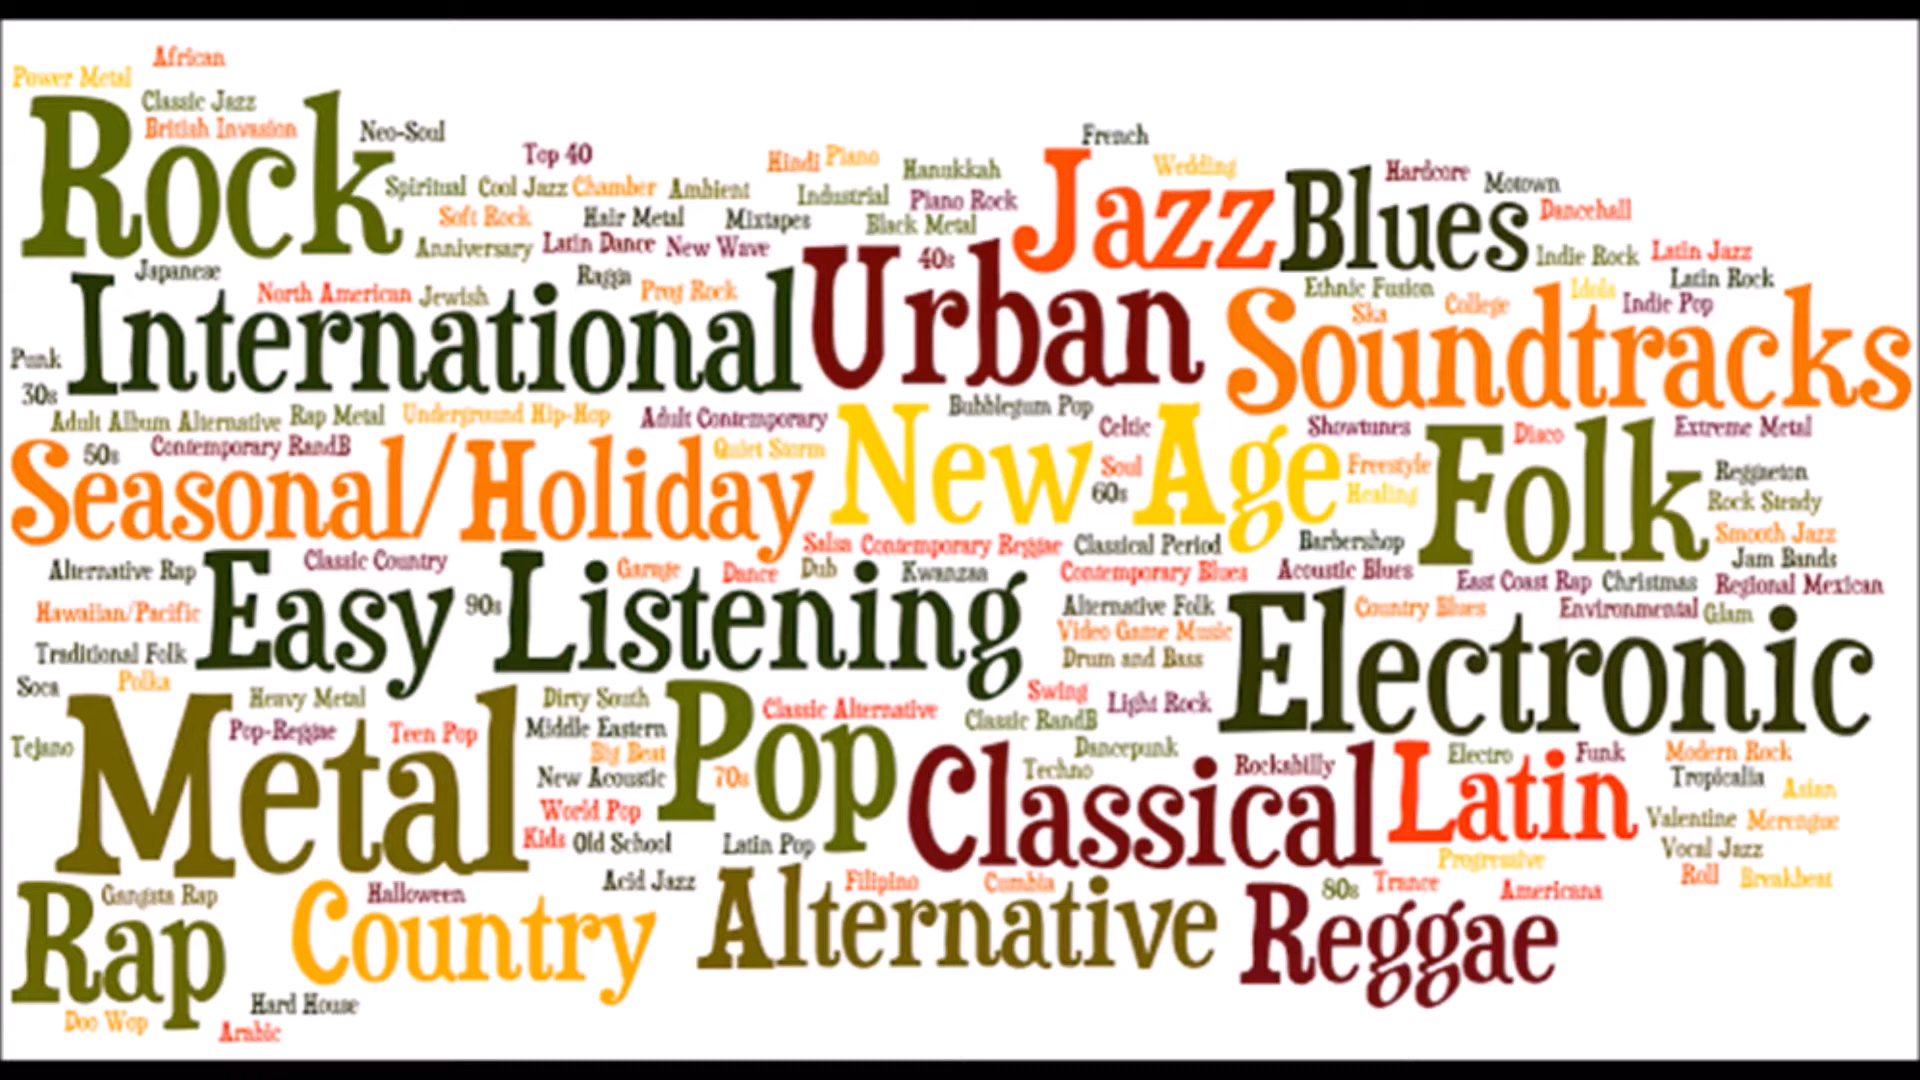 African
Power Metal
Classic Jazz
British Invasion
Rock
Neo-Soul
Top 40
Hindi
Piano
Hanukkah
French
Wedding
Spiritual
Cool Jazz
Chamber
Ambient
Industrial
Piano Rock
Jazz
Blues
Hardcore
Motown
Dancehall
Soft Rock
Hair Metal
Mixtapes
Black Metal
Anniversary
Latin Dance
New Wave
40s
Indie Rock
Latin Jazz
Japanese
Ragga
Latin Rock
North American
Jewish
Prog Rock
Ethnic Fusion
Idols
Ska
College
Indie Pop
International
Urban
Soundtracks
Punk
30s
Adult Album Alternative
Rap Metal
Underground Hip-Hop
Adult Contemporary
Bubblegum Pop
Celtic
Showtunes
Disco
Extreme Metal
50s
Contemporary RandB
Quiet Storm
Seasonal/Holiday
New Age
Soul
60s
Freestyle
Healing
Folk
Reggaeton
Rock Steady
Smooth Jazz
Salsa
Contemporary Reggae
Classical Period
Barbershop
Jam Bands
Alternative Rap
Classic Country
Garage
Dance
Dub
Kwanzaa
Contemporary Blues
Acoustic Blues
East Coast Rap
Christmas
Regional Mexican
Hawaiian/Pacific
Easy Listening
90s
Alternative Folk
Country Blues
Environmental
Glam
Video Game Music
Traditional Folk
Drum and Bass
Electronic
Soca
Polka
Heavy Metal
Dirty South
Swing
Light Rock
Pop-Reggae
Teen Pop
Middle Eastern
Classic Alternative
Classic RandB
Tejano
Metal
Big Beat
Pop
Dancepunk
Electro
Funk
Modern Rock
New Acoustic
70s
Techno
Rockabilly
Tropicalia
Asian
World Pop
Classical
Latin
Valentine
Merengue
Kids
Old School
Latin Pop
Vocal Jazz
Progressive
Roll
Breakbeat
Gangsta Rap
Halloween
Acid Jazz
Filipino
Cumbia
80s
Trance
Americana
Rap
Country
Alternative
Reggae
Hard House
Doo Wop
Arabic